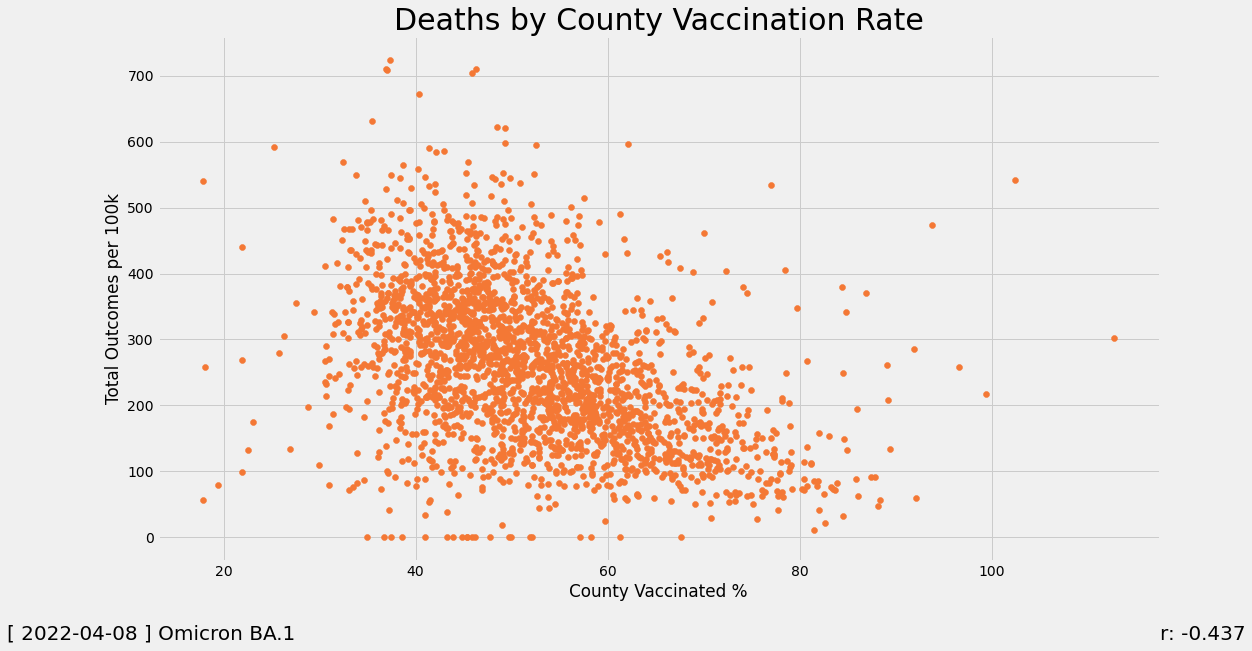 Deaths by County Vaccination Rate
Total Outcomes per 100k
700
600
500
400
300
200
100
0
20 40 60 80 100
County Vaccinated %
[ 2022-04-08 ] Omicron BA.1
r: -0.437